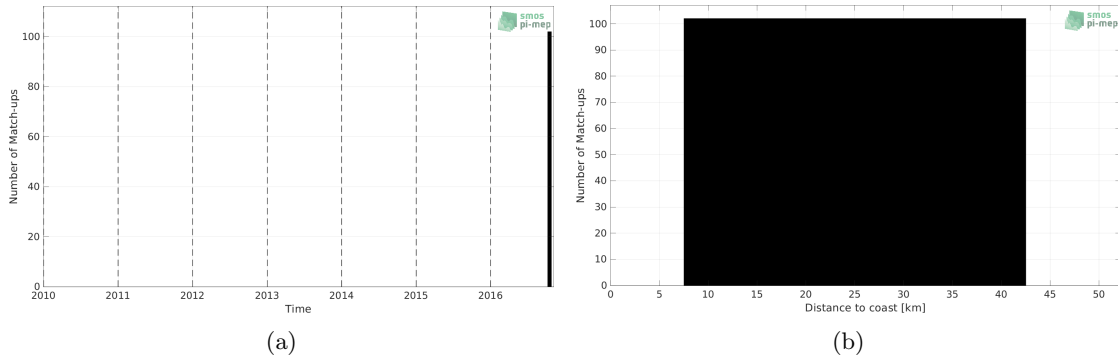 smos
pi-mep
Number of Match-ups
100
80
60
40
20
0
2010 2011 2012 2013 2014 2015 2016
Time
(a)
smos
pi-mep
Number of Match-ups
100
90
80
70
60
50
40
30
20
10
0
0 5 10 15 20 25 30 35 40 45 50
Distance to coast [km]
(b)